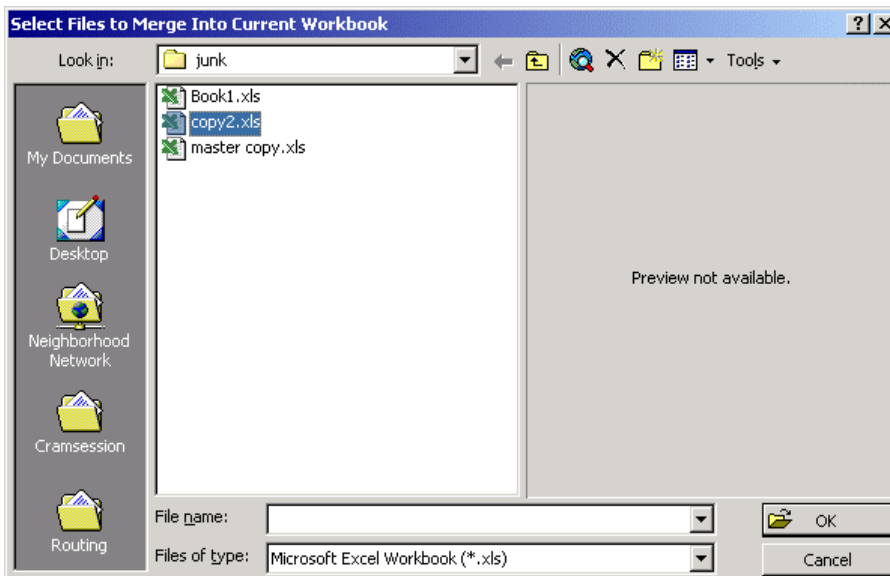 Select Files to Merge Into Current Workbook
Look in: junk Tools
Book1.xls
copy2.xls
master copy.xls
My Documents
Desktop
Neighborhood
Network
Cramsession
Routing
Preview not available.
File name: OK
Files of type: Microsoft Excel Workbook (*.xls) Cancel